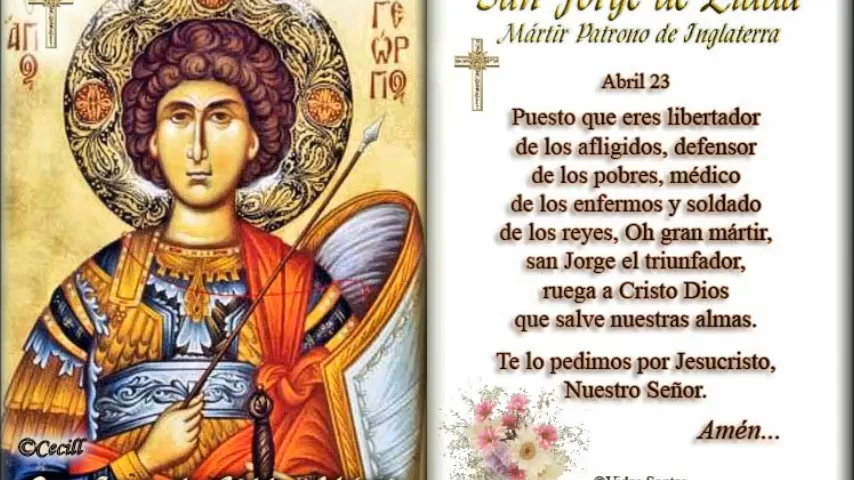 ἍΓΙΟϹ
ΓΕΏΡΓΙΟϹ
San Jorge de Lidda
Mártir Patrono de Inglaterra
Abril 23
Puesto que eres libertador
de los afligidos, defensor
de los pobres, médico
de los enfermos y soldado
de los reyes, Oh gran mártir,
san Jorge el triunfador,
ruega a Cristo Dios
que salve nuestras almas.
Te lo pedimos por Jesucristo,
Nuestro Señor.
Amén...
©Cecill